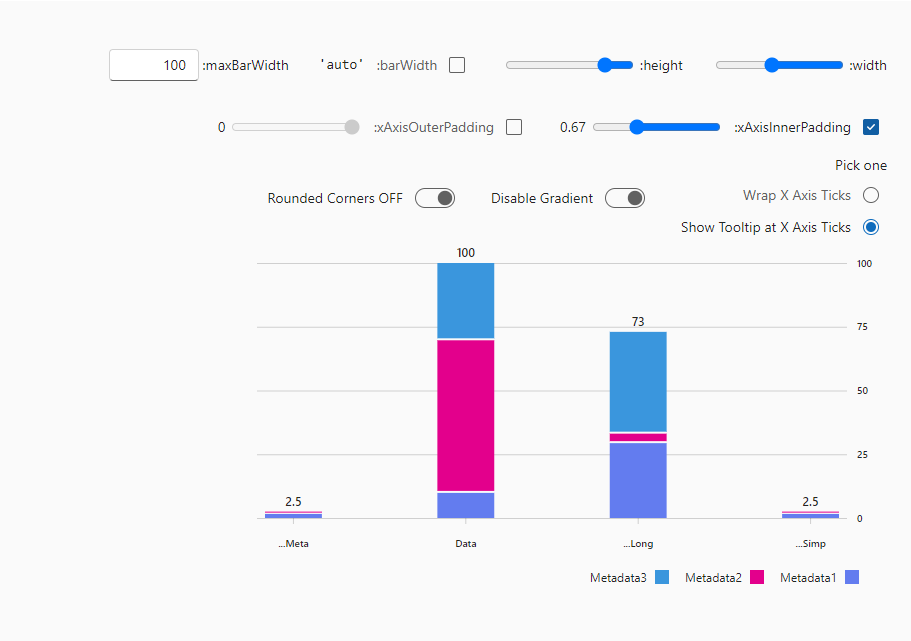 100 :maxBarWidth 'auto' :barWidth :height :width
0 :xAxisOuterPadding 0.67 :xAxisInnerPadding
Pick one
Wrap X Axis Ticks
Rounded Corners OFF Disable Gradient
Show Tooltip at X Axis Ticks
100
100
73
75
50
25
2.5
2.5
0
...Meta Data ...Long ...Simp
Metadata3 Metadata2 Metadata1